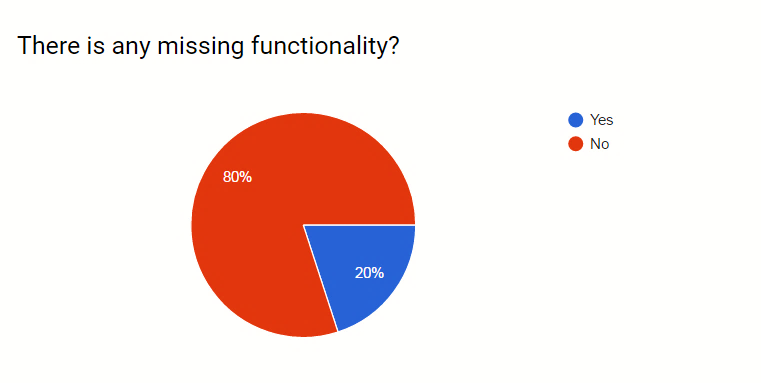 There is any missing functionality?
Yes
No
80%
20%